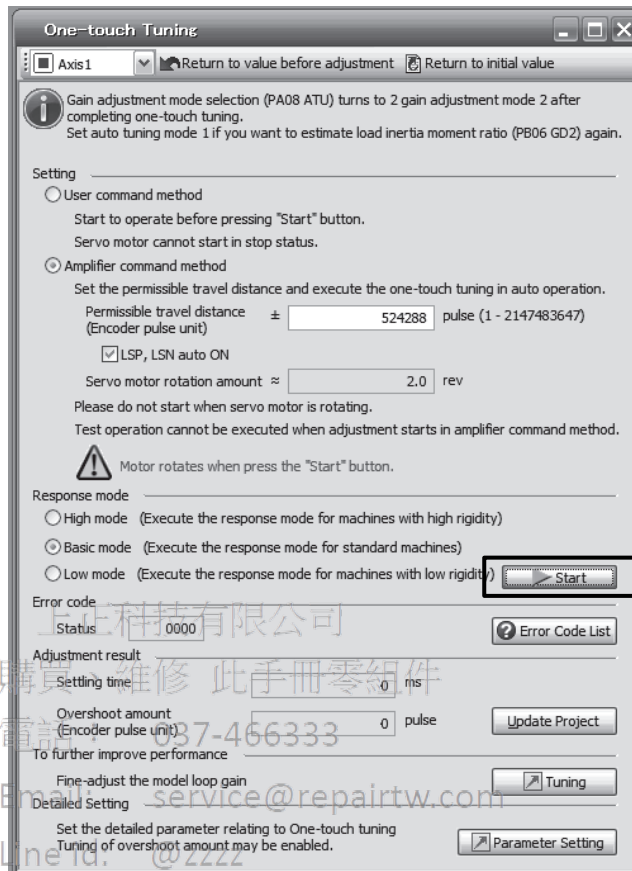 One-touch Tuning
Axis1 Return to value before adjustment Return to initial value
Gain adjustment mode selection (PA08 ATU) turns to 2 gain adjustment mode 2 after
completing one-touch tuning.
Set auto tuning mode 1 if you want to estimate load inertia moment ratio (PB06 GD2) again.
Setting
User command method
Start to operate before pressing "Start" button.
Servo motor cannot start in stop status.
Amplifier command method
Set the permissible travel distance and execute the one-touch tuning in auto operation.
Permissible travel distance ± 524288 pulse (1 - 2147483647)
(Encoder pulse unit)
LSP, LSN auto ON
Servo motor rotation amount ≈ 2.0 rev
Please do not start when servo motor is rotating.
Test operation cannot be executed when adjustment starts in amplifier command method.
Motor rotates when press the "Start" button.
Response mode
High mode (Execute the response mode for machines with high rigidity)
Basic mode (Execute the response mode for standard machines)
Low mode (Execute the response mode for machines with low rigidity) Start
Error code
上正科技有限公司
Status 0000 Error Code List
Adjustment result
購買、維修 此手冊零組件
Settling time 0 ms
Overshoot amount 0 pulse Update Project
(Encoder pulse unit)
電話： 037-466333
To further improve performance
Fine-adjust the model loop gain Tuning
Email: service@repairtw.com
Detailed Setting
Set the detailed parameter relating to One-touch tuning
Tuning of overshoot amount may be enabled. Parameter Setting
Line id: @zzzz